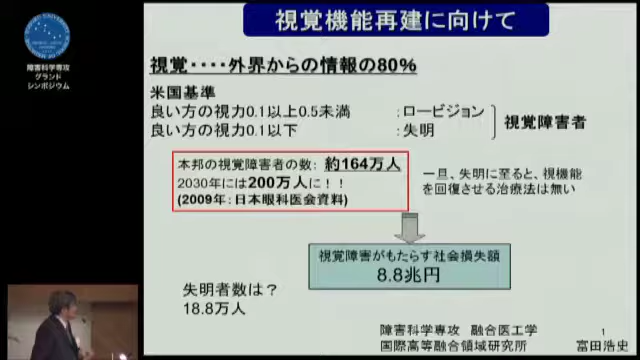 視覚機能再建に向けて
障害科学専攻
グランド
シンポジウム
視覚‥‥外界からの情報の80%
米国基準
良い方の視力0.1以上0.5未満 :ロービジョン
良い方の視力0.1以下 :失明
視覚障害者
本邦の視覚障害者の数: 約164万人
2030年には200万人に!!
(2009年:日本眼科医会資料)
一旦、失明に至ると、視機能
を回復させる治療法は無い
視覚障害がもたらす社会損失額
8.8兆円
失明者数は?
18.8万人
障害科学専攻 融合医工学
国際高等融合領域研究所
1
富田浩史